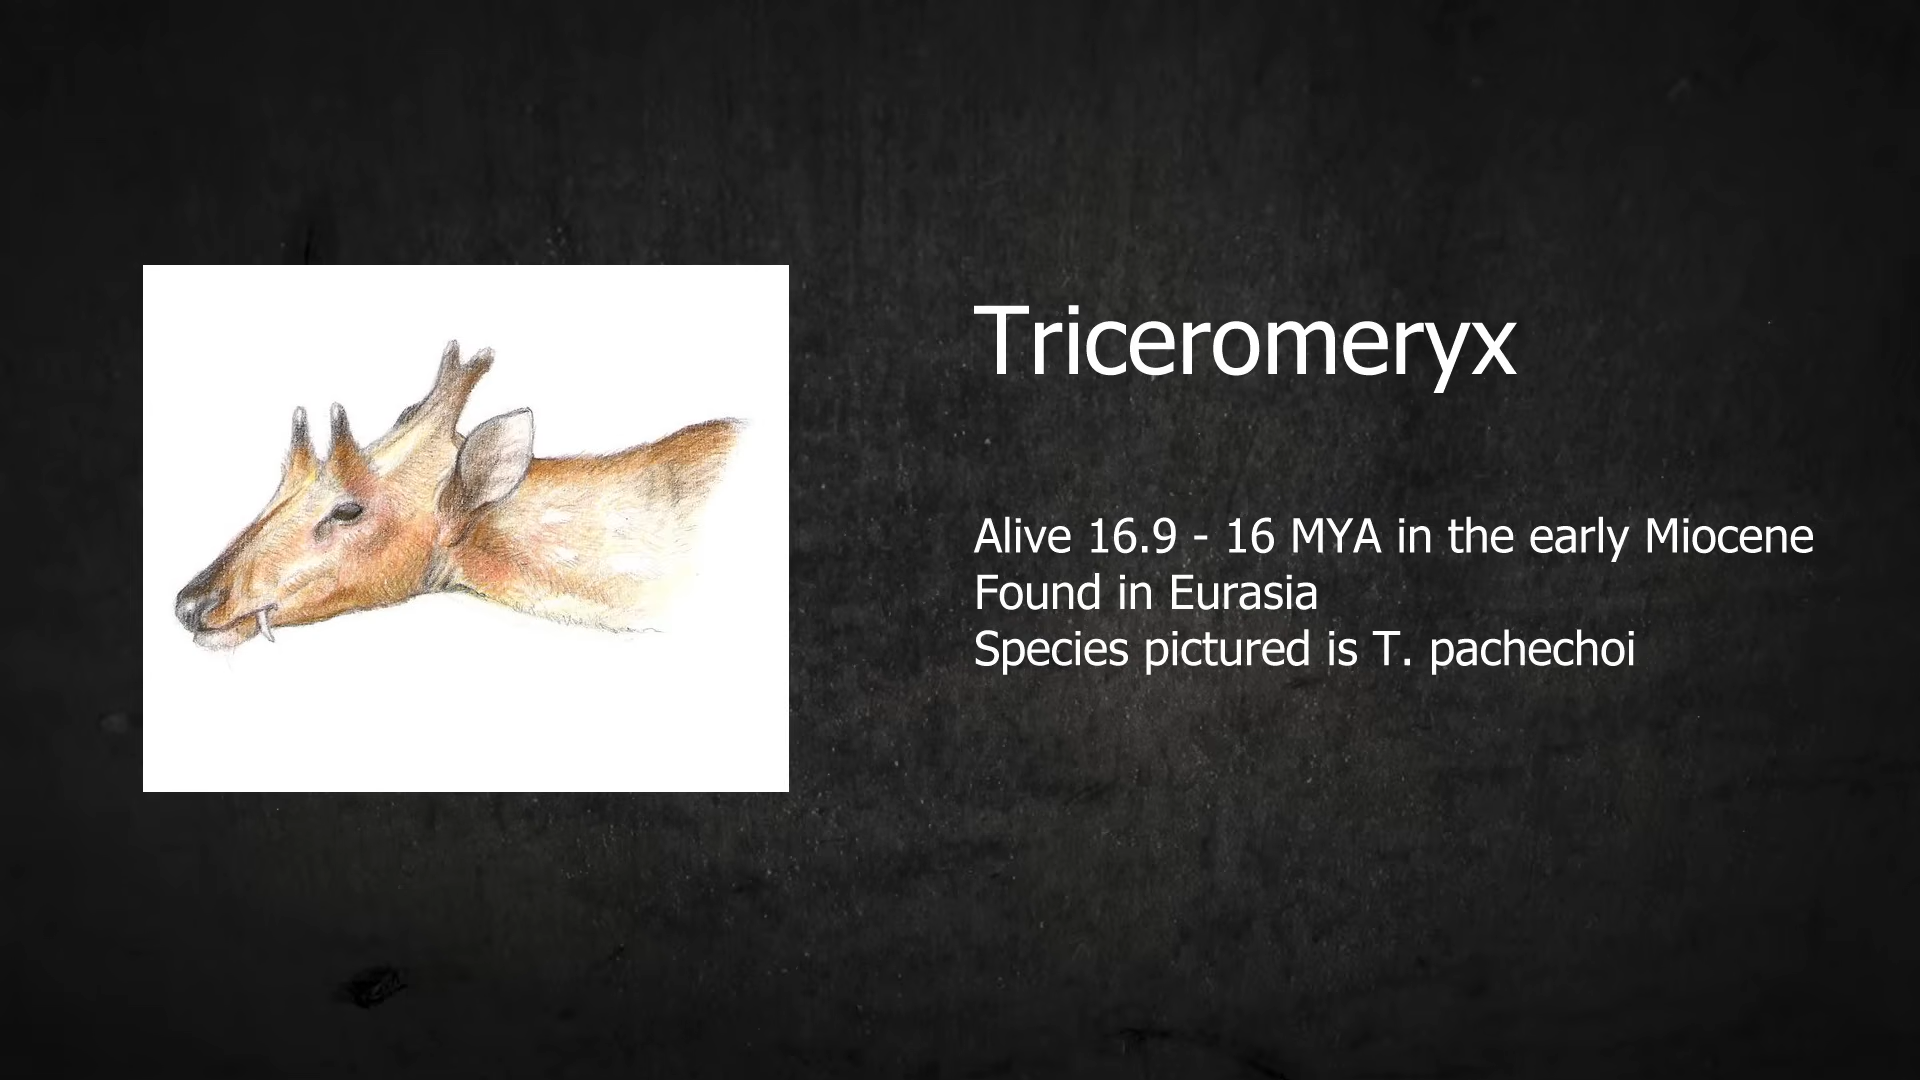 Triceromeryx
Alive 16.9 - 16 MYA in the early Miocene
Found in Eurasia
Species pictured is T. pachechoi